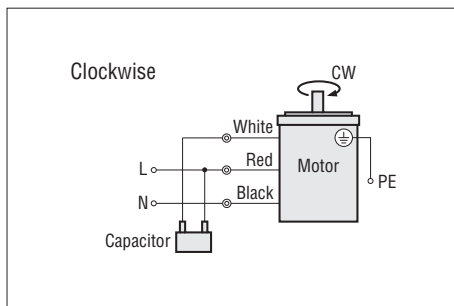 Clockwise
CW
White
Red
Motor
L
PE
Black
N
Capacitor